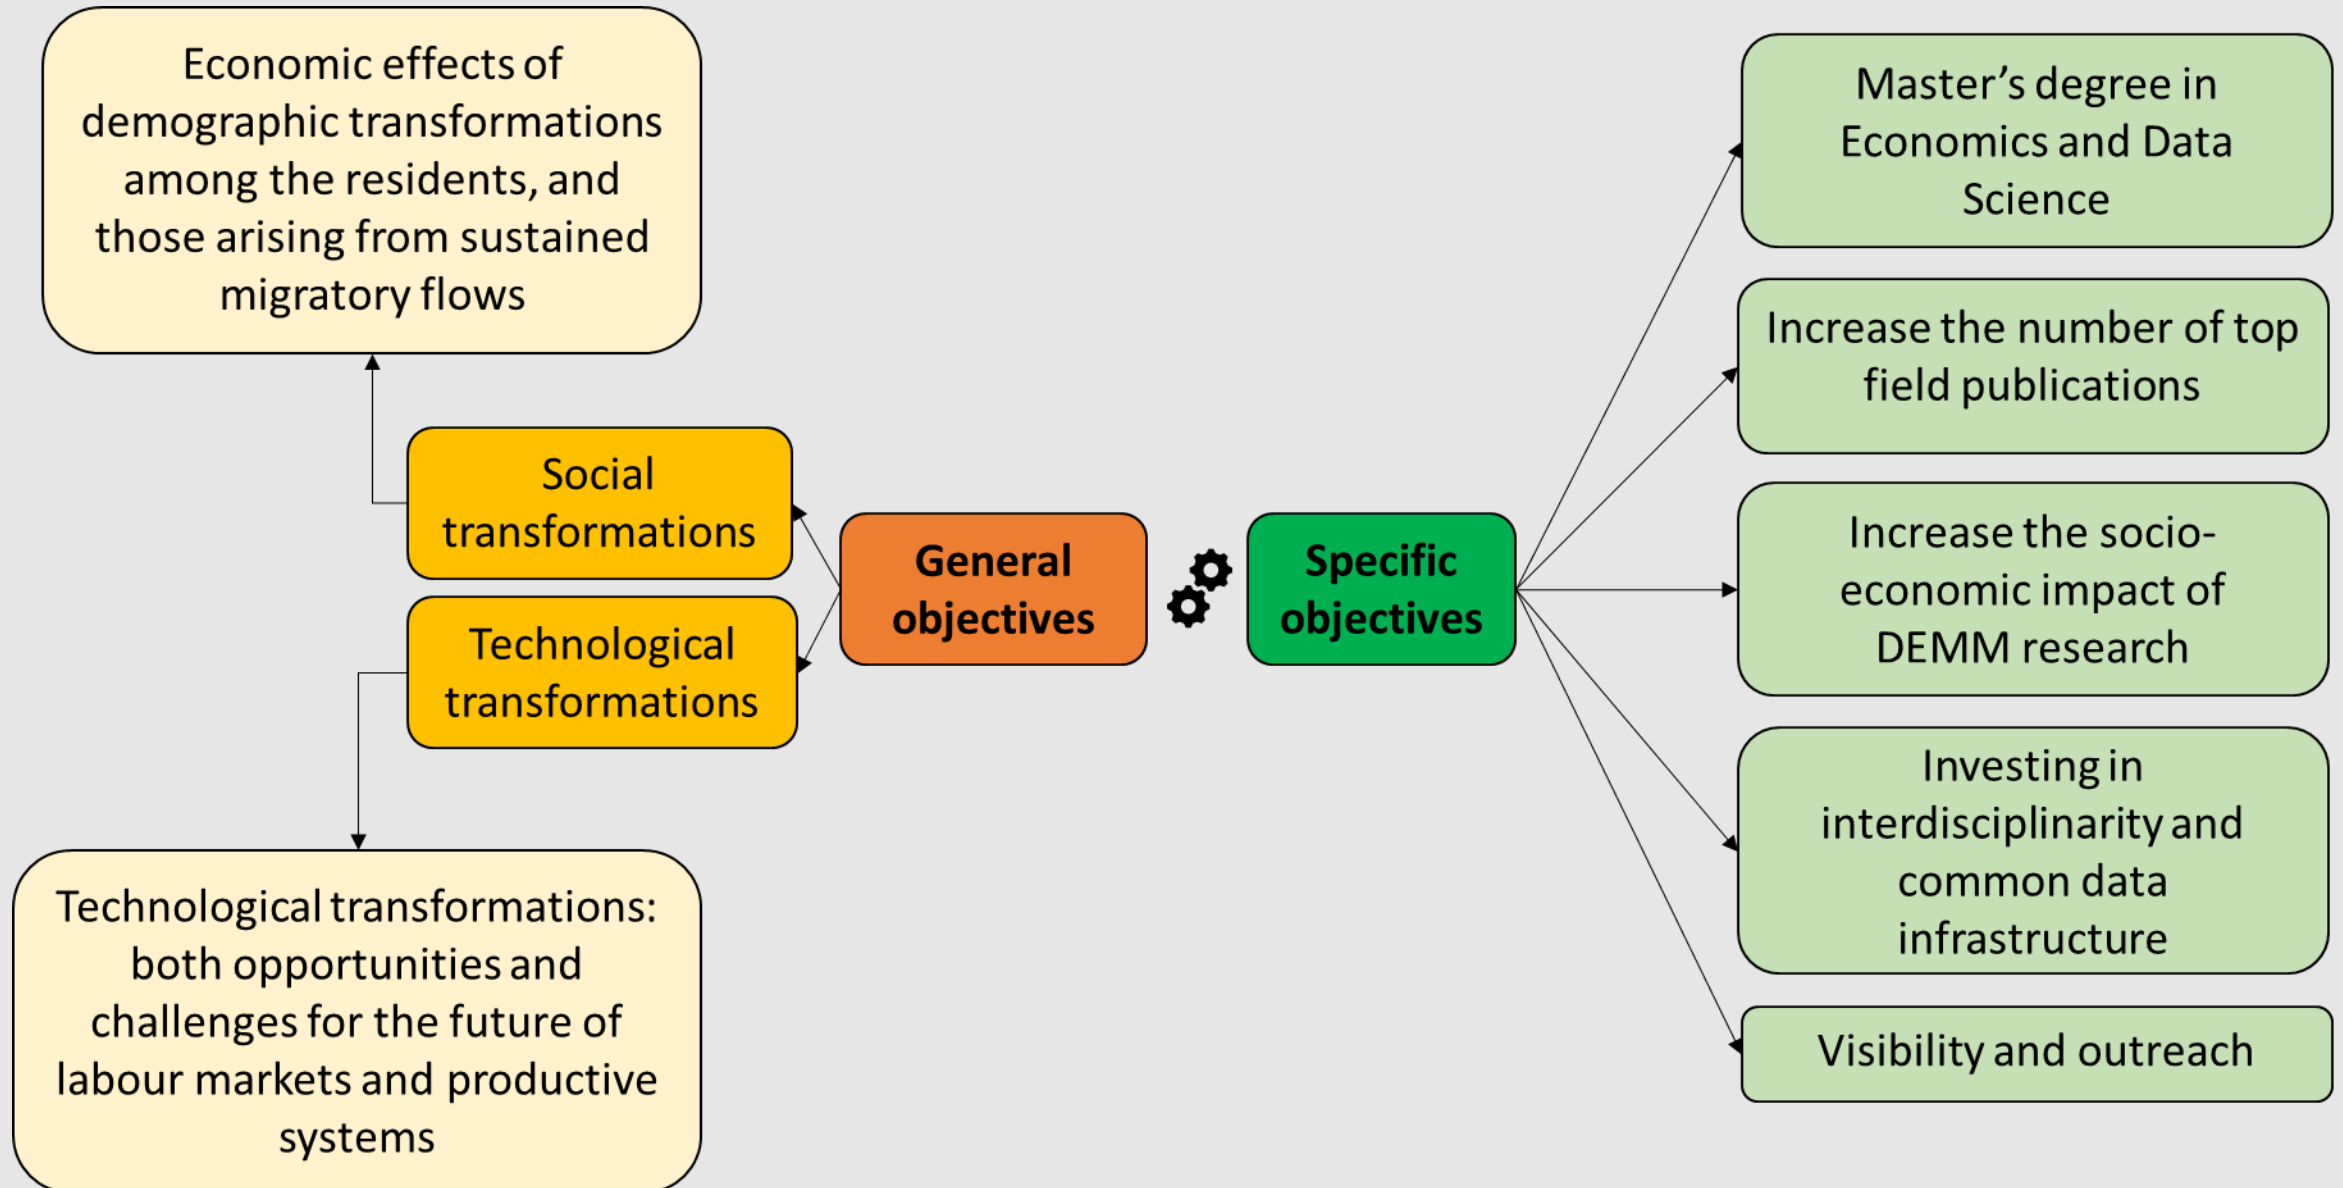 Economic effects of
demographic transformations
among the residents, and
those arising from sustained
migratory flows
Social
transformations
Technological
transformations
Technological transformations:
both opportunities and
challenges for the future of
labour markets and productive
systems
General
objectives
Specific
objectives
Master’s degree in
Economics and Data
Science
Increase the number of top
field publications
Increase the socio-
economic impact of
DEMM research
Investing in
interdisciplinarity and
common data
infrastructure
Visibility and outreach